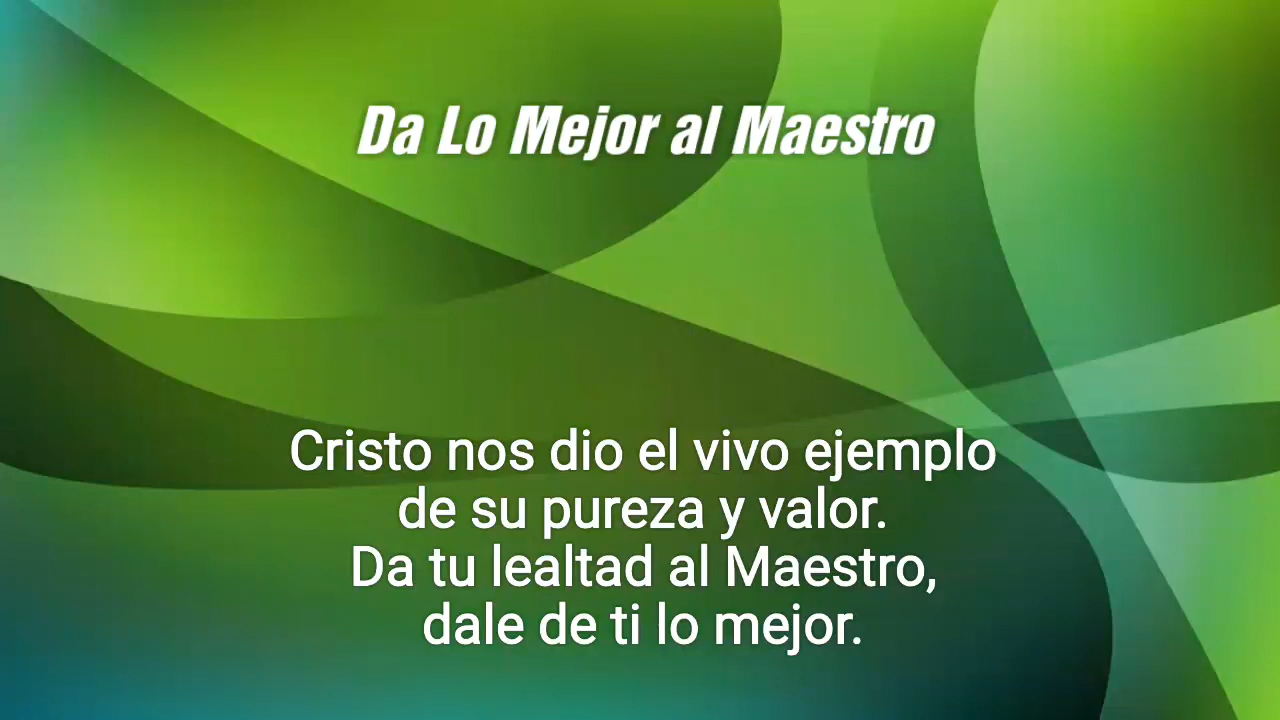 Da Lo Mejor al Maestro
Cristo nos dio el vivo ejemplo
de su pureza y valor.
Da tu lealtad al Maestro,
dale de ti lo mejor.